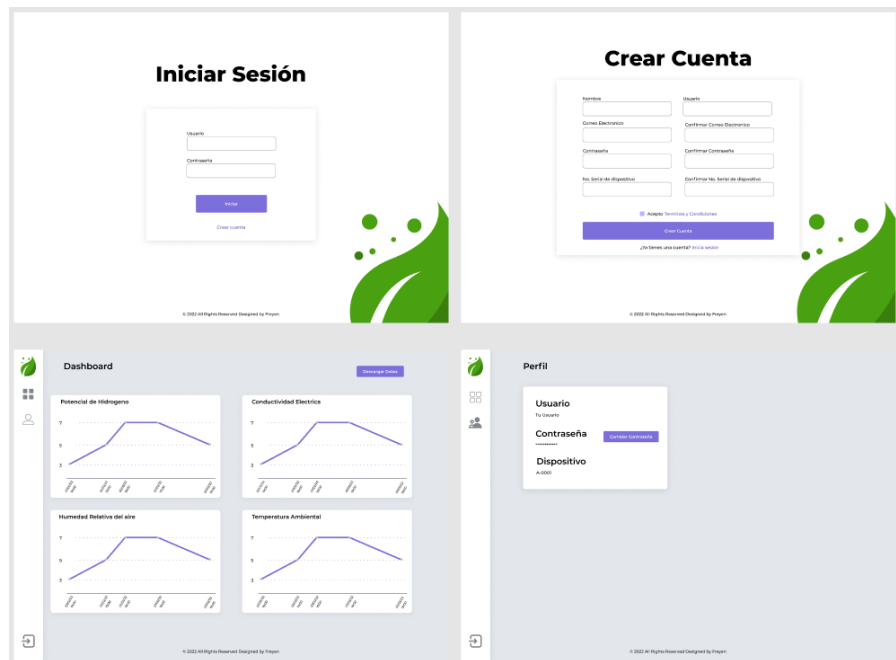 Iniciar Sesión
Usuario
Contraseña
Iniciar
Crear cuenta
© 2022 All Rights Reserved Designed by Freyen
Crear Cuenta
Nombre Usuario
Correo Electronico Confirmar Correo Electronico
Contraseña Confirmar Contraseña
No. Serial de dispositivo Confirmar No. Serial de dispositivo
Acepto Terminos y Condiciones
Crear Cuenta
¿Ya tienes una cuenta? Inicia sesión
© 2022 All Rights Reserved Designed by Freyen
Dashboard
Descargar Datos
Potencial de Hidrogeno
7
5
3
Conductividad Electrica
7
5
3
Humedad Relativa del aire
7
5
3
Temperatura Ambiental
7
5
3
© 2022 All Rights Reserved Designed by Freyen
Perfil
Usuario
Tu Usuario
Contraseña
Cambiar Contraseña
Dispositivo
A-0001
© 2022 All Rights Reserved Designed by Freyen